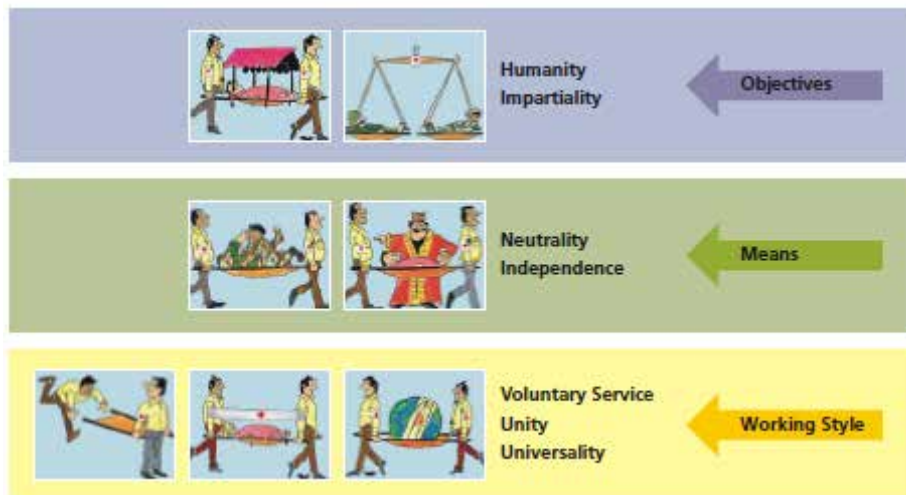 Humanity
Impartiality
Objectives
Neutrality
Independence
Means
Voluntary Service
Unity
Universality
Working Style